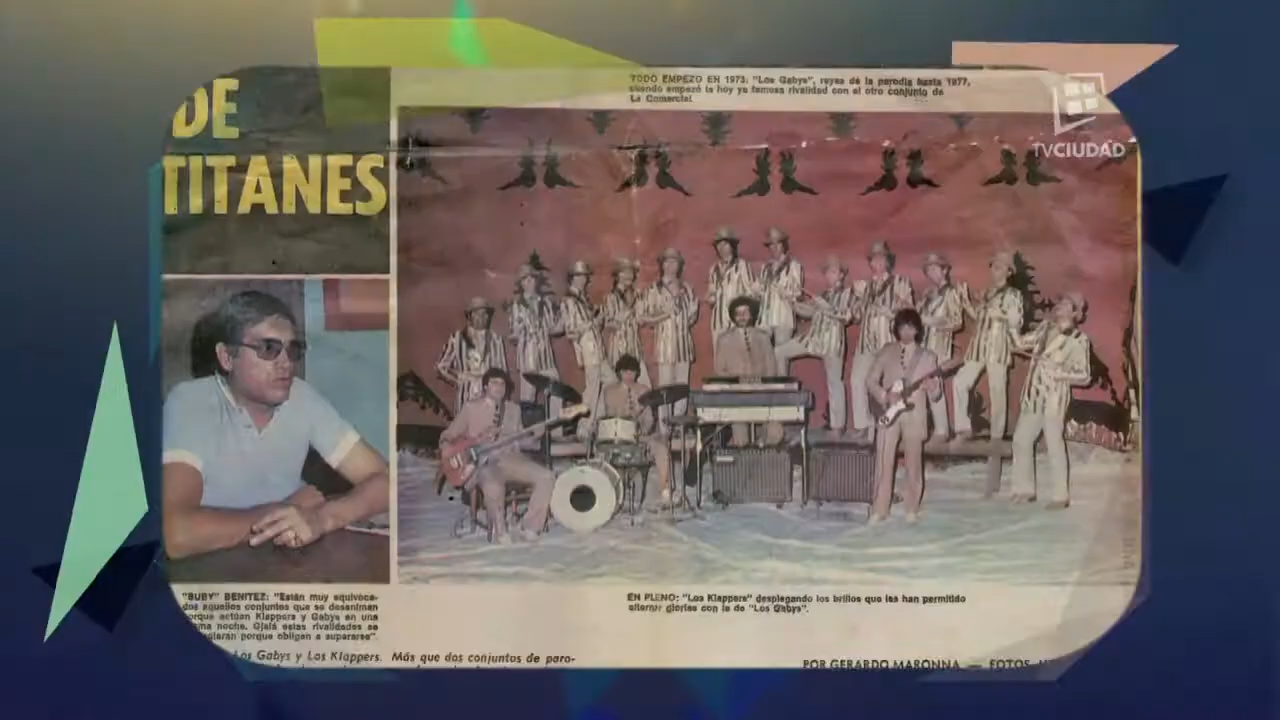 DE
TITANES
TODO EMPEZO EN 1973. "Los Gabys", reyes de la parodia hasta 1977,
cuando empezó la hoy ya famosa rivalidad con el otro conjunto de
La Comercial.
TVCIUDAD
"BUBY" BENITEZ: "Están muy equivoca-
dos aquellos conjuntos que se desaniman
porque actúan Klappers y Gabys en una
ma noche. Ojalá estas rivalidades se
porque obligan a superarse".
EN PLENO: "Los Klappers" desplegando los brillos que les han permitido
alternar glorias con la de "Los Gabys".
Los Gabys y Los Klappers. Más que dos conjuntos de paro-
POR GERARDO MARONNA — FOTOS: